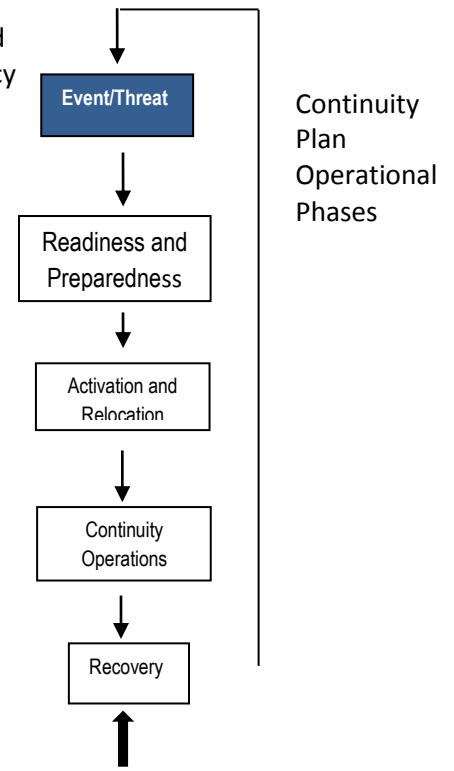 Event/Threat
Readiness and
Preparedness
Activation and
Relocation
Continuity
Operations
Recovery
Continuity
Plan
Operational
Phases